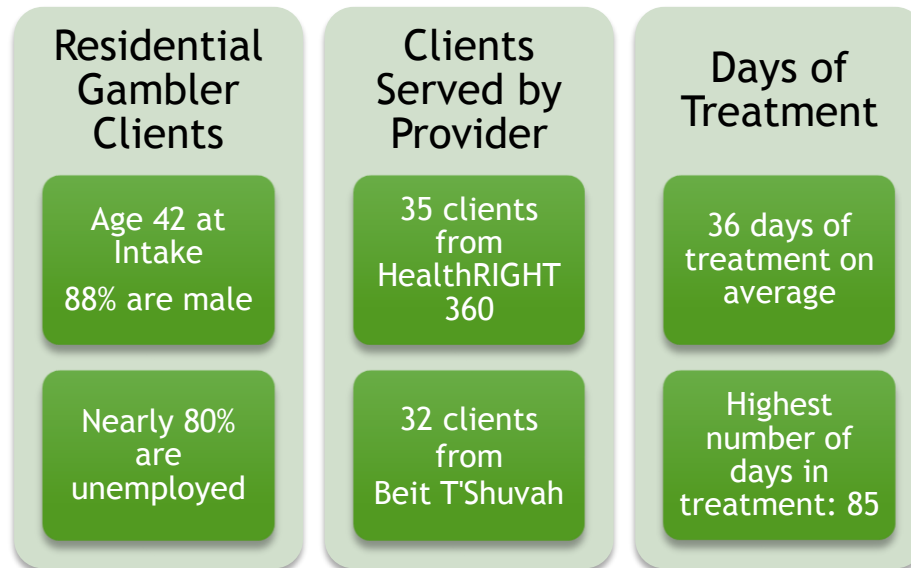 Residential
Gambler
Clients
Age 42 at
Intake
88% are male
Nearly 80%
are
unemployed
Clients
Served by
Provider
35 clients
from
HealthRIGHT
360
32 clients
from
Beit T'Shuvah
Days of
Treatment
36 days of
treatment on
average
Highest
number of
days in
treatment: 85